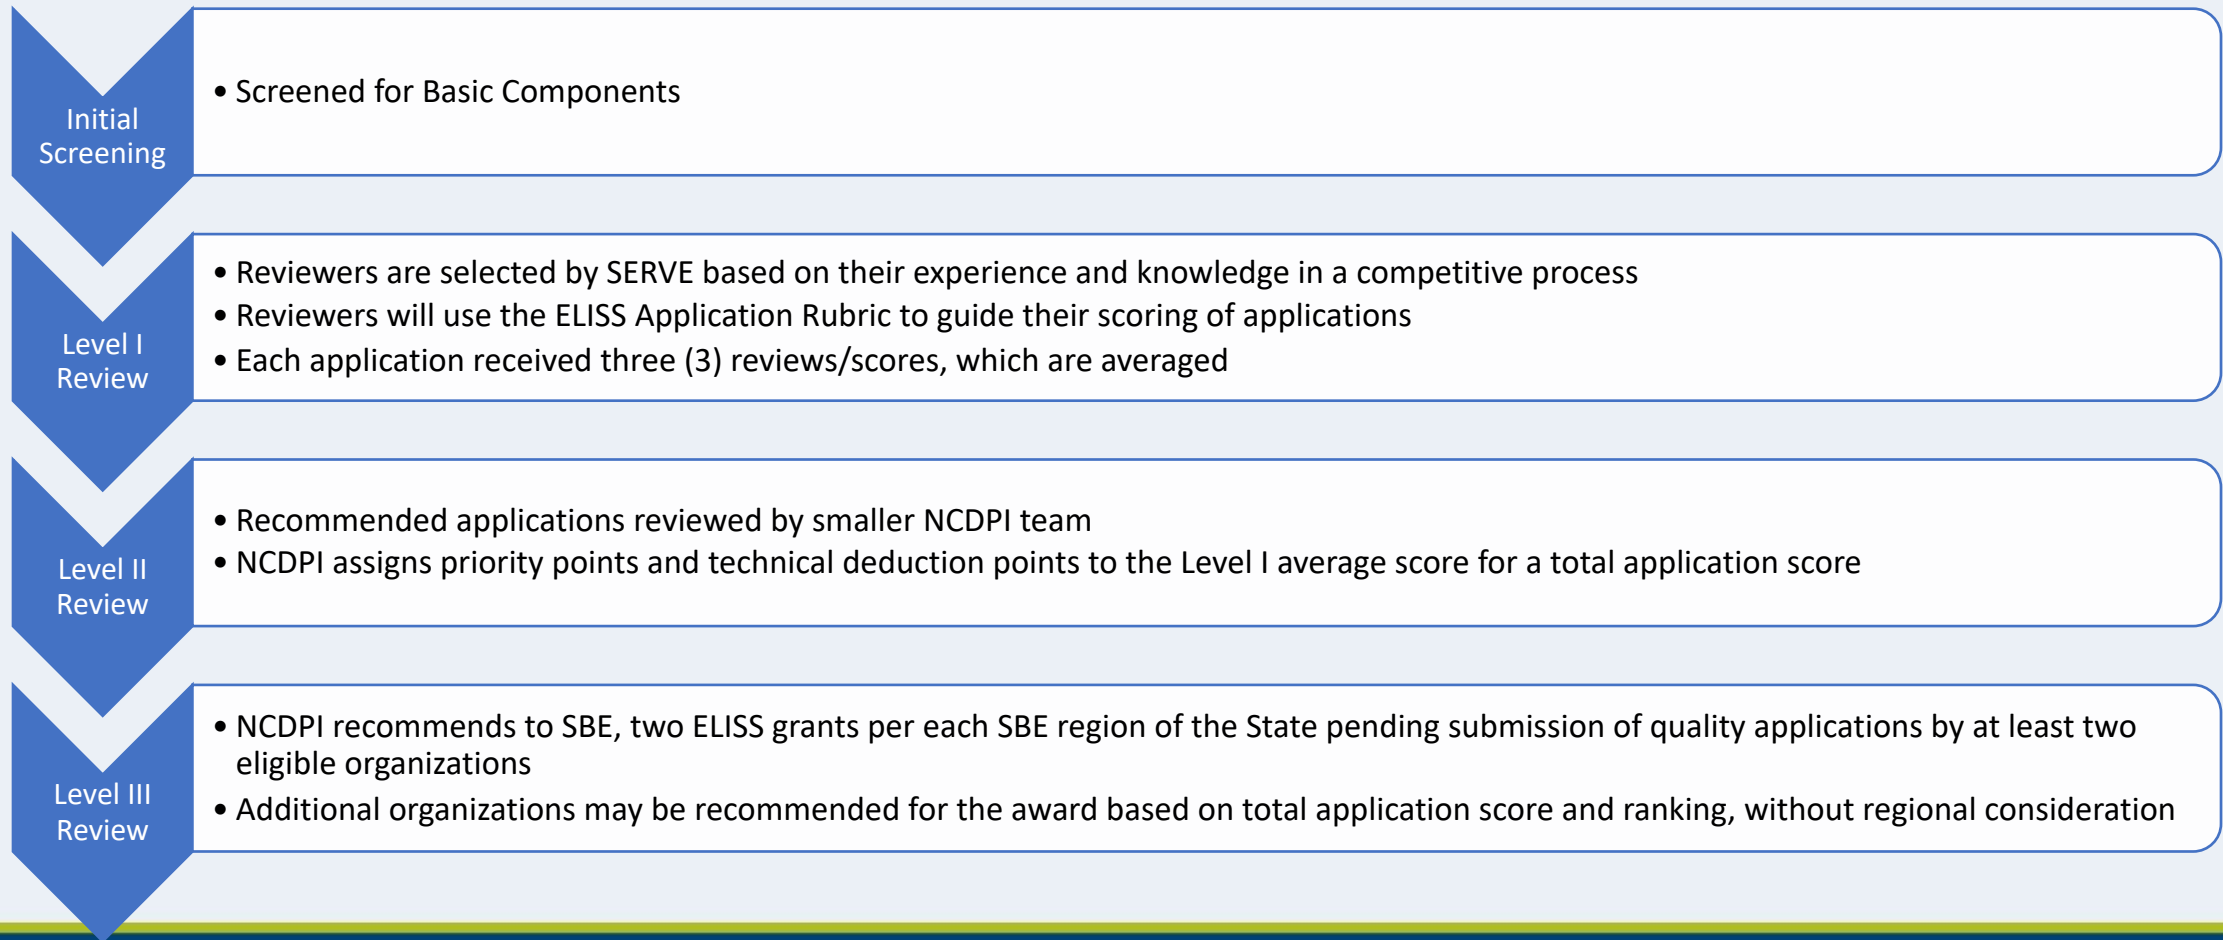 Initial
Screening
• Screened for Basic Components
Level I
Review
• Reviewers are selected by SERVE based on their experience and knowledge in a competitive process
• Reviewers will use the ELISS Application Rubric to guide their scoring of applications
• Each application received three (3) reviews/scores, which are averaged
Level II
Review
• Recommended applications reviewed by smaller NCDPI team
• NCDPI assigns priority points and technical deduction points to the Level I average score for a total application score
Level III
Review
• NCDPI recommends to SBE, two ELISS grants per each SBE region of the State pending submission of quality applications by at least two
eligible organizations
• Additional organizations may be recommended for the award based on total application score and ranking, without regional consideration